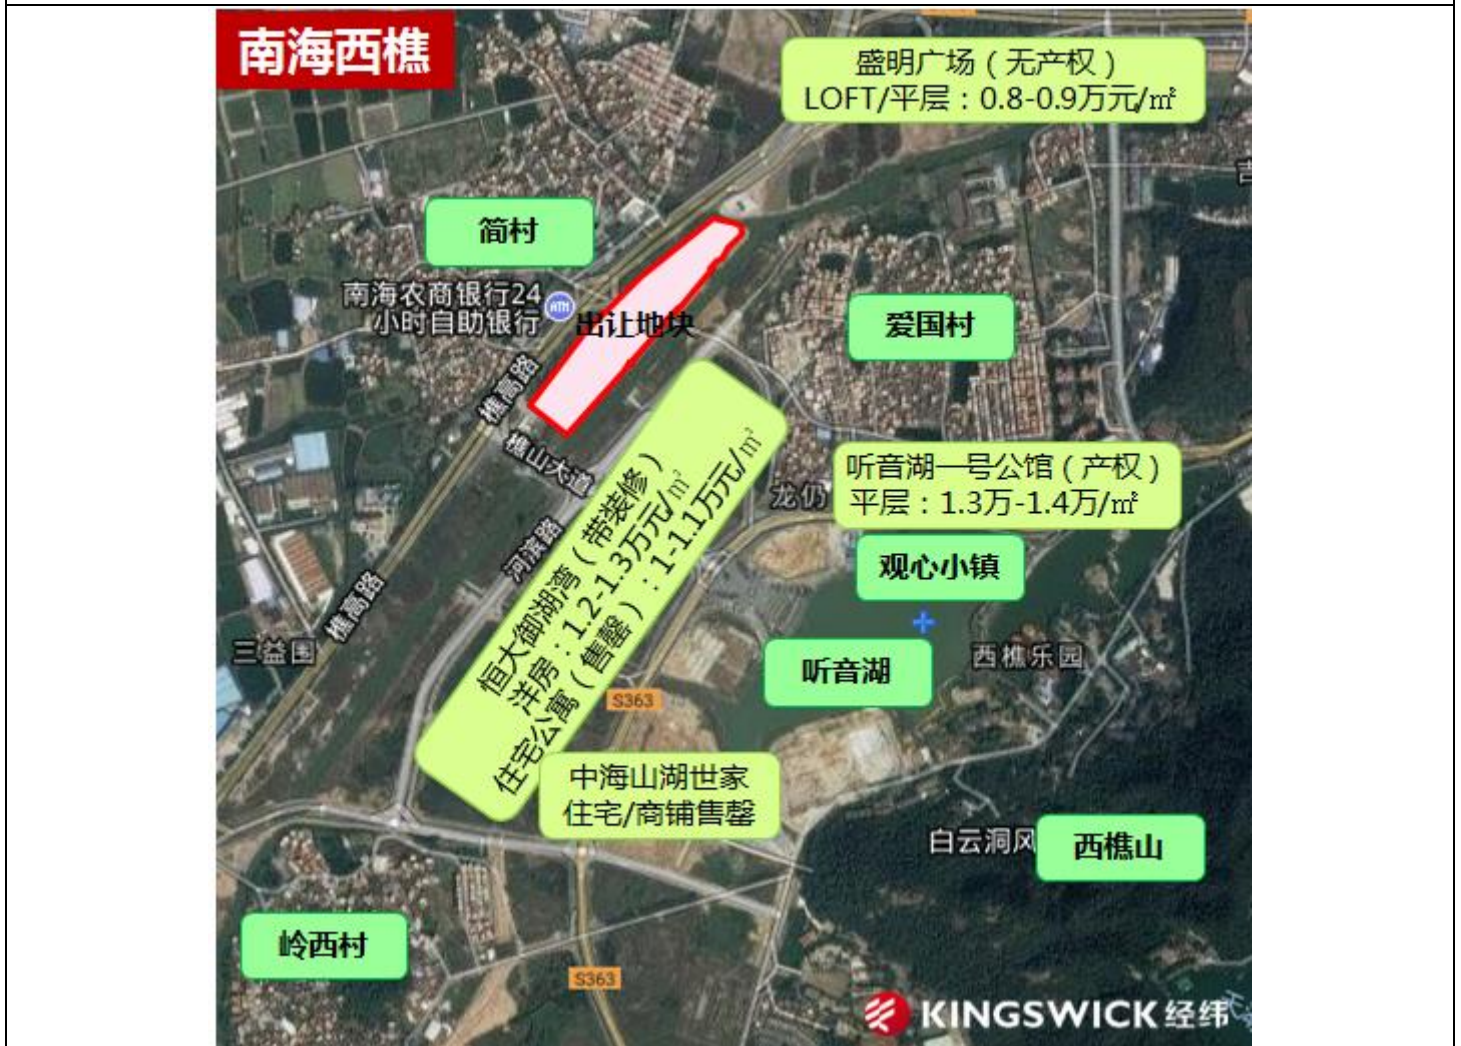 南海西樵
盛明广场（无产权）
LOFT/平层：0.8-0.9万元/㎡
简村
南海农商银行24
小时自助银行
ATM
出让地块
爱国村
樵高路
樵山大道
听音湖一号公馆（产权）
平层：1.3万-1.4万/㎡
龙仍
恒大御湖湾（带装修）
洋房：1.2-1.3万元/㎡
住宅公寓（售罄）：1-1.1万元/㎡
河滨路
观心小镇
樵高路
三益围
听音湖
西樵乐园
S363
中海山湖世家
住宅/商铺售罄
白云洞风
西樵山
岭西村
S363
KINGSWICK 经纬